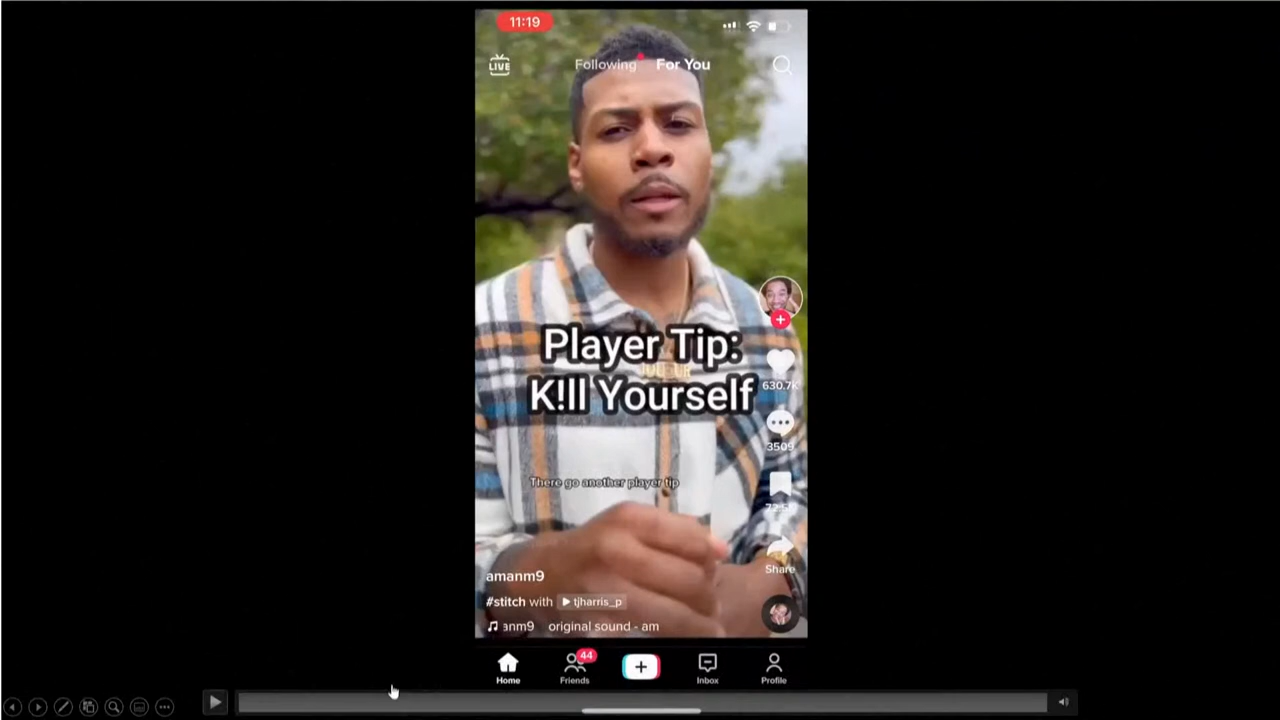 11:19
LIVE
Following
For You
Player Tip:
K!ll Yourself
630.7K
3509
There go another player tip
Share
amanm9
#stitch with tjharris_p
anm9 original sound - am
44
Home
Friends
Inbox
Profile